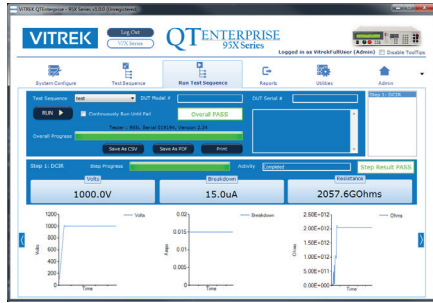 QTEnterprise - 95X Series v1.0.0 (Unregistered)
VITREK
Log Out
V7X Series
QTENTERPRISE
95X Series
Logged in as VitrekFullUser (Admin)
Disable ToolTips
System Configure
Test Sequence
Run Test Sequence
Reports
Utilities
Admin
Test Sequence
test
DUT Model #
DUT Serial #
Step 1: DCIR
RUN
Continuously Run Until Fail
Overall PASS
Overall Progress
Save As CSV
Save As PDF
Print
Step 1: DCIR
Step Progress
Activity
Completed
Step Result PASS
Volts
Breakdown
Resistance
1000.0V
15.0uA
2057.6GOhms
1200
1000
800
600
400
200
0
Volts
Volts
Time
0.02
0.015
0.01
0.005
0
Amps
Breakdown
Time
2.50E+012
2.00E+012
1.50E+012
1.00E+012
5.00E+011
0.00E+000
Ohms
Ohms
Time